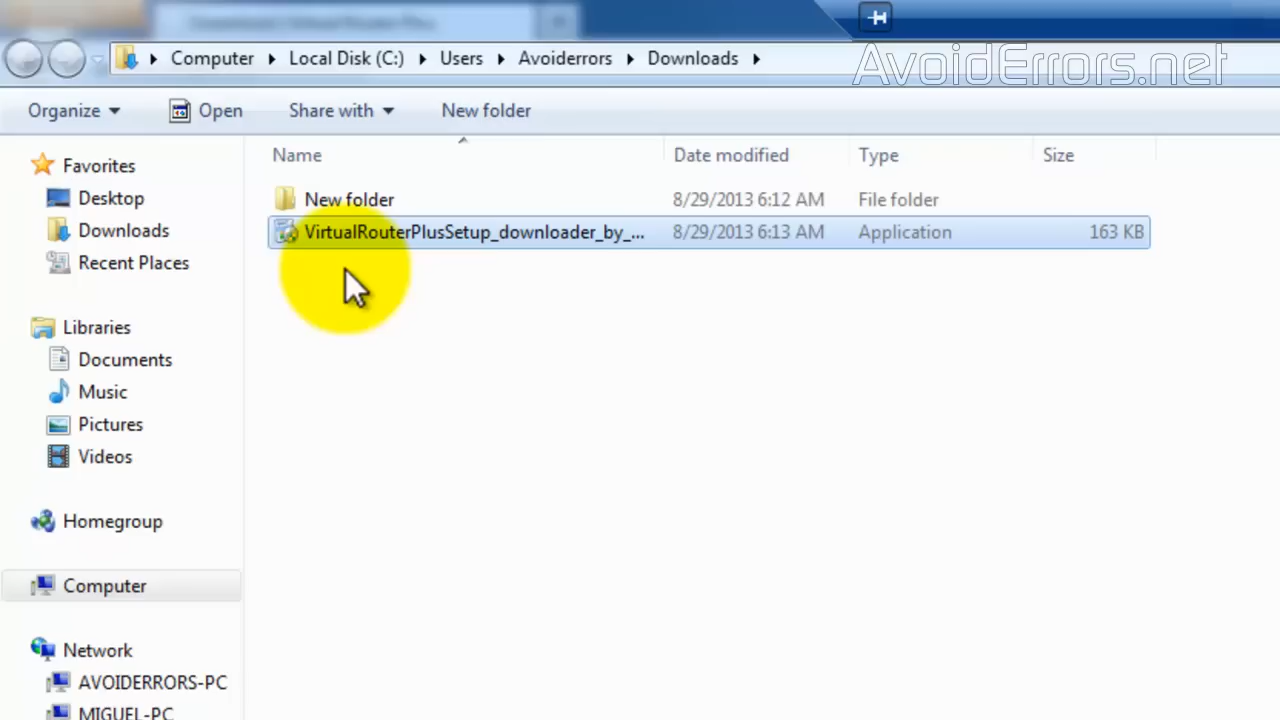 AvoidErrors.net
Computer Local Disk (C:) Users Avoiderrors Downloads
Organize Open Share with New folder
Name Date modified Type Size
Favorites
Desktop
Downloads
Recent Places
Libraries
Documents
Music
Pictures
Videos
Homegroup
Computer
Network
AVOIDERRORS-PC
MIGUEL-PC
New folder 8/29/2013 6:12 AM File folder
VirtualRouterPlusSetup_downloader_by_... 8/29/2013 6:13 AM Application 163 KB